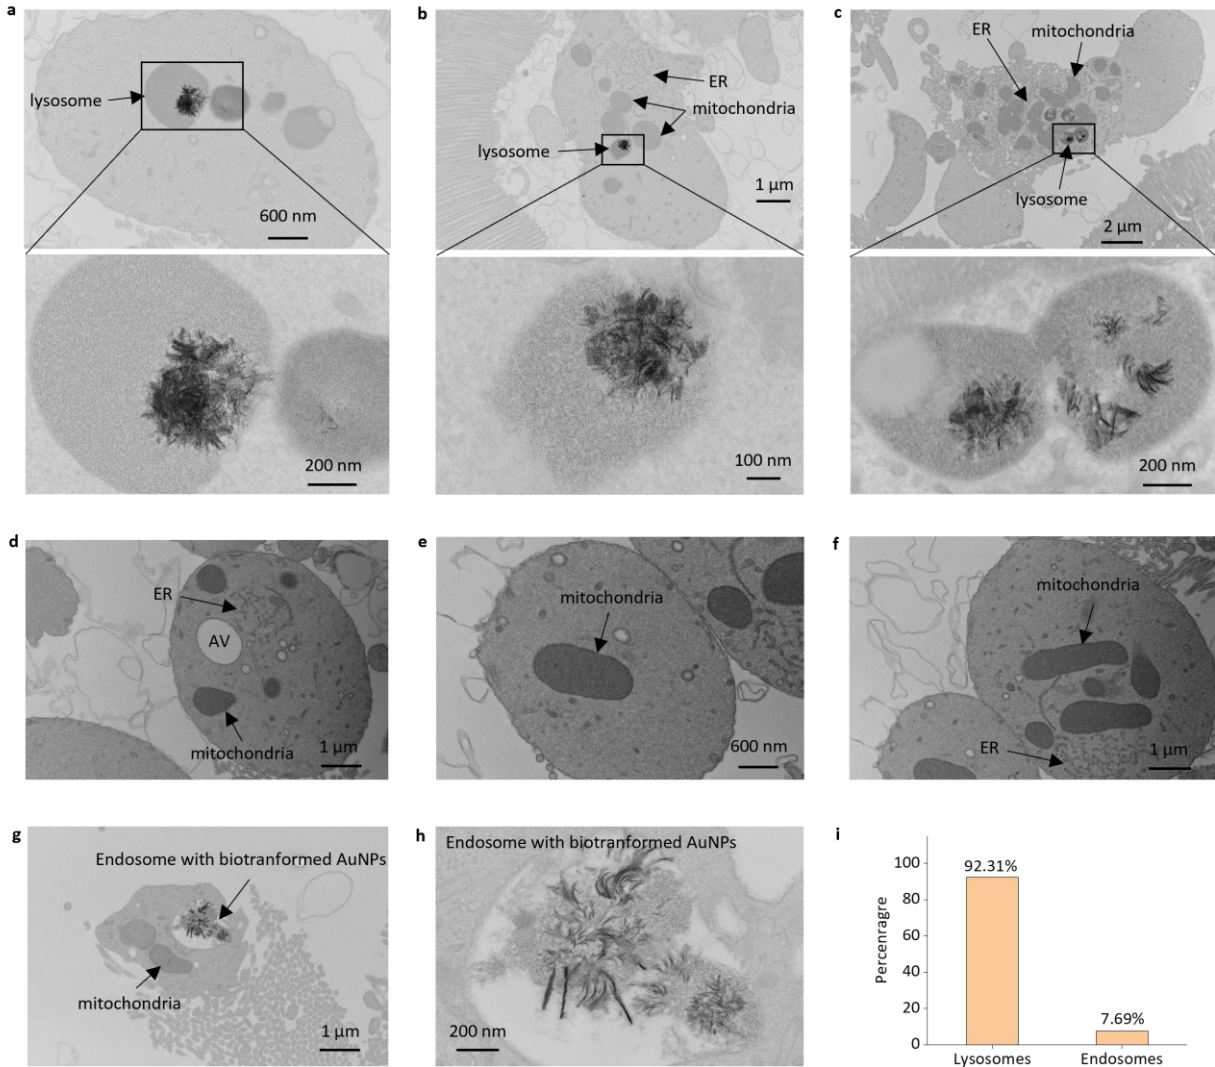 a
lysosome
600 nm
200 nm
b
ER
mitochondria
lysosome
1 µm
100 nm
c
ER
mitochondria
lysosome
2 µm
200 nm
d
ER
AV
mitochondria
1 µm
e
mitochondria
600 nm
f
mitochondria
ER
1 µm
g
Endosome with biotranformed AuNPs
mitochondria
1 µm
h
Endosome with biotranformed AuNPs
200 nm
i
Percenragre
100
80
60
40
20
0
92.31%
7.69%
Lysosomes
Endosomes